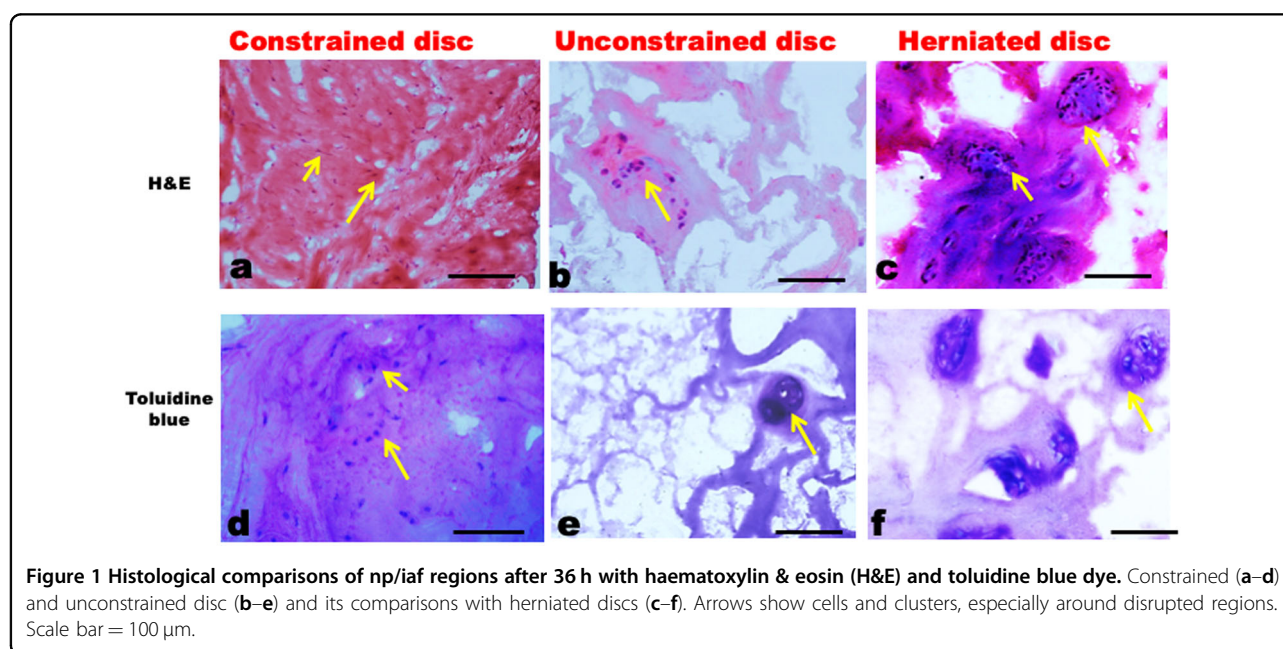 Constrained disc Unconstrained disc Herniated disc
H&E
a b c
Toluidine
blue
d e f
Figure 1 Histological comparisons of np/iaf regions after 36 h with haematoxylin & eosin (H&E) and toluidine blue dye. Constrained (a–d)
and unconstrained disc (b–e) and its comparisons with herniated discs (c–f). Arrows show cells and clusters, especially around disrupted regions.
Scale bar = 100 μm.